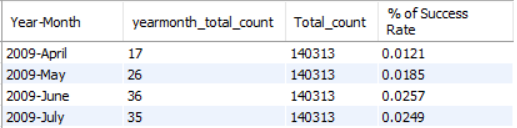 Year-Month yearmonth_total_count Total_count % of Success
Rate
2009-April 17 140313 0.0121
2009-May 26 140313 0.0185
2009-June 36 140313 0.0257
2009-July 35 140313 0.0249